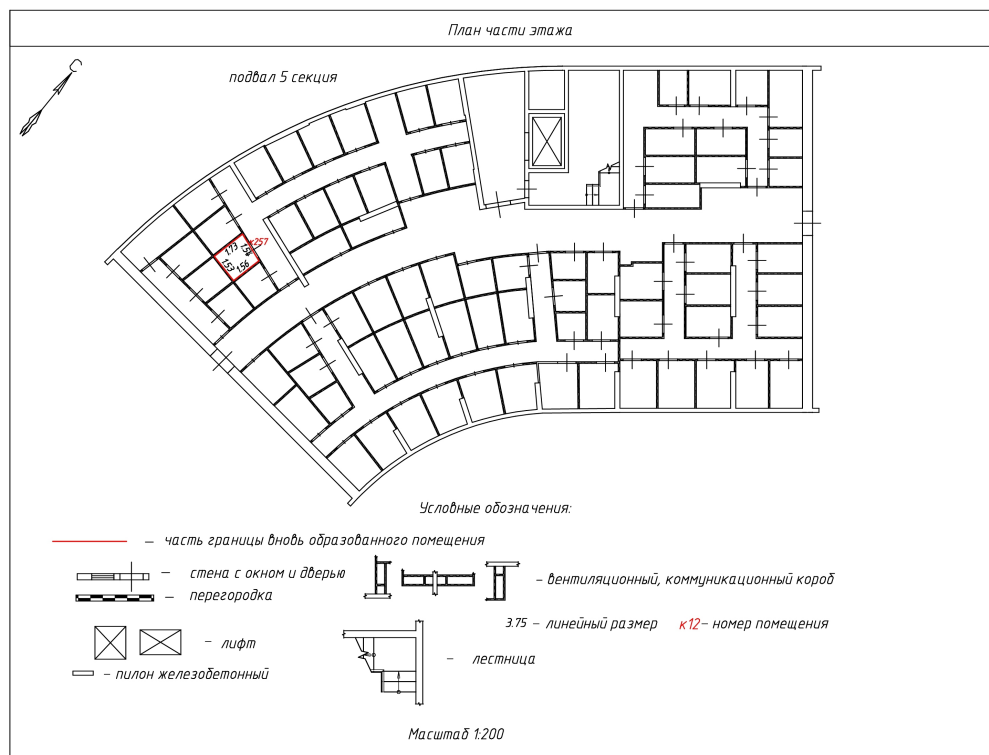 План части этажа
С
подвал 5 секция
к257
1.73
1.54
1.53
1.56
Условные обозначения:
– часть границы вновь образованного помещения
– стена с окном и дверью
– перегородка
– вентиляционный, коммуникационный короб
3.75 – линейный размер к12 – номер помещения
– лифт
– лестница
– пилон железобетонный
Масштаб 1:200